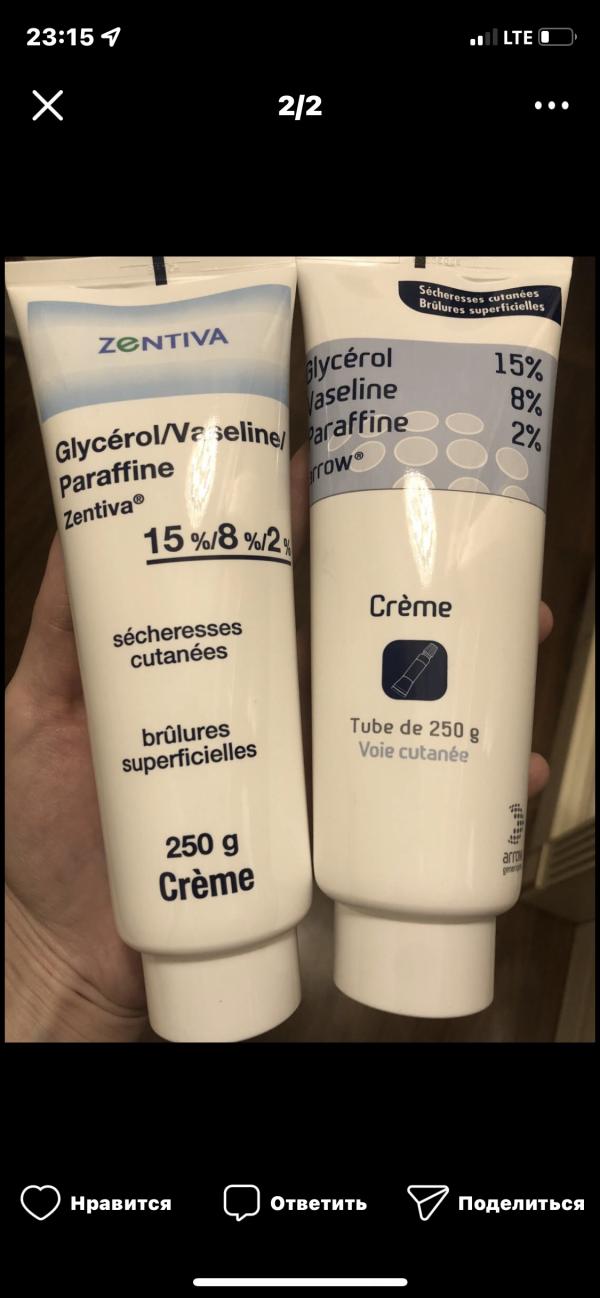 23:15
LTE
2/2
ZENTIVA
Glycérol/Vaseline/
Paraffine
Zentiva®
15 %/8 %/2 %
sécheresses
cutanées
brûlures
superficielles
250 g
Crème
Sécheresses cutanées
Brûlures superficielles
Glycérol 15%
Vaseline 8%
Paraffine 2%
arrow®
Crème
Tube de 250 g
Voie cutanée
arrow
Нравится
Ответить
Поделиться